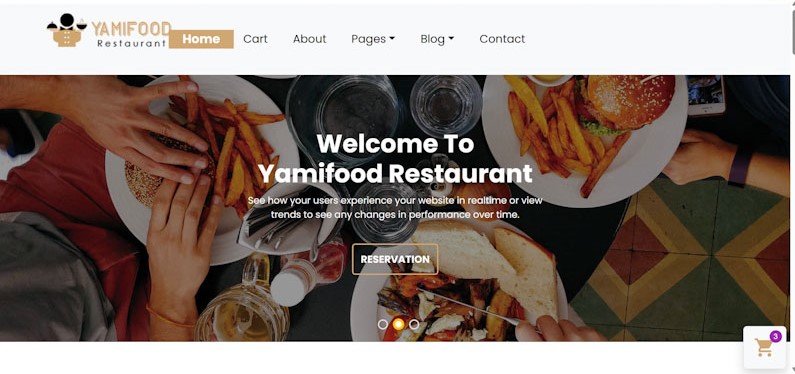 YAMIFOOD
Restaurant
Home
Cart
About
Pages
Blog
Contact
Welcome To
Yamifood Restaurant
See how your users experience your website in realtime or view
trends to see any changes in performance over time.
RESERVATION
3